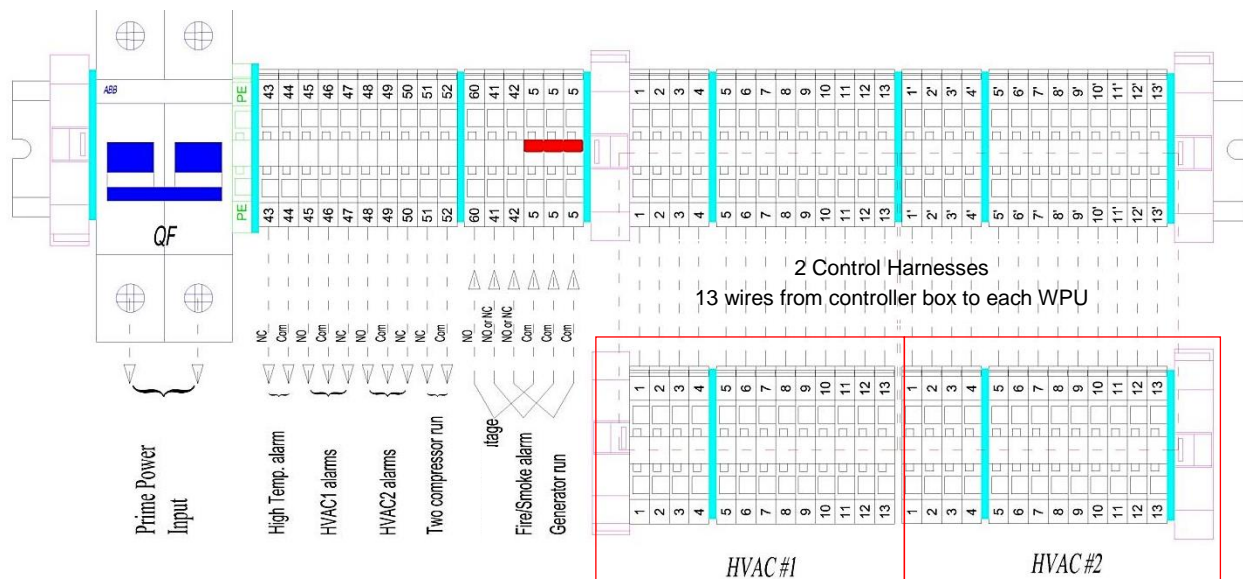 ABB
PE 43 44 45 46 47 48 49 50 51 52 60 41 42 5 5 5 1 2 3 4 5 6 7 8 9 10 11 12 13 1' 2' 3' 4' 5' 6' 7' 8' 9' 10' 11' 12' 13'
PE 43 44 45 46 47 48 49 50 51 52 60 41 42 5 5 5 1 2 3 4 5 6 7 8 9 10 11 12 13 1' 2' 3' 4' 5' 6' 7' 8' 9' 10' 11' 12' 13'
QF
2 Control Harnesses
13 wires from controller box to each WPU
NC Com NO Com NC NO Com NC NC Com NO NO or NC NO or NC Com Com Com
1 2 3 4 5 6 7 8 9 10 11 12 13 1 2 3 4 5 6 7 8 9 10 11 12 13
1 2 3 4 5 6 7 8 9 10 11 12 13 1 2 3 4 5 6 7 8 9 10 11 12 13
Prime Power
Input
High Temp. alarm
HVAC1 alarms
HVAC2 alarms
Two compressor run
Fire/Smoke alarm
Generator run
HVAC #1
HVAC #2